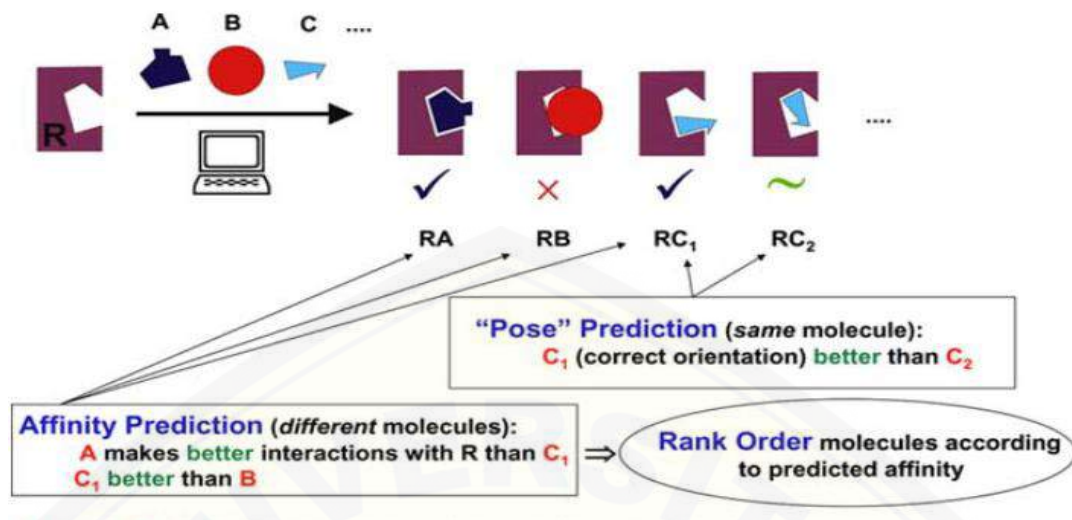 A B C ....
R
....
RA RB RC₁ RC₂
“Pose” Prediction (same molecule):
C₁ (correct orientation) better than C₂
Affinity Prediction (different molecules):
A makes better interactions with R than C₁
C₁ better than B
⇒
Rank Order molecules according
to predicted affinity
VERS